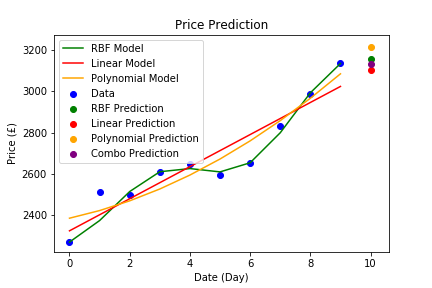 Price Prediction
Price (£)
3200
3000
2800
2600
2400
RBF Model
Linear Model
Polynomial Model
Data
RBF Prediction
Linear Prediction
Polynomial Prediction
Combo Prediction
0 2 4 6 8 10
Date (Day)